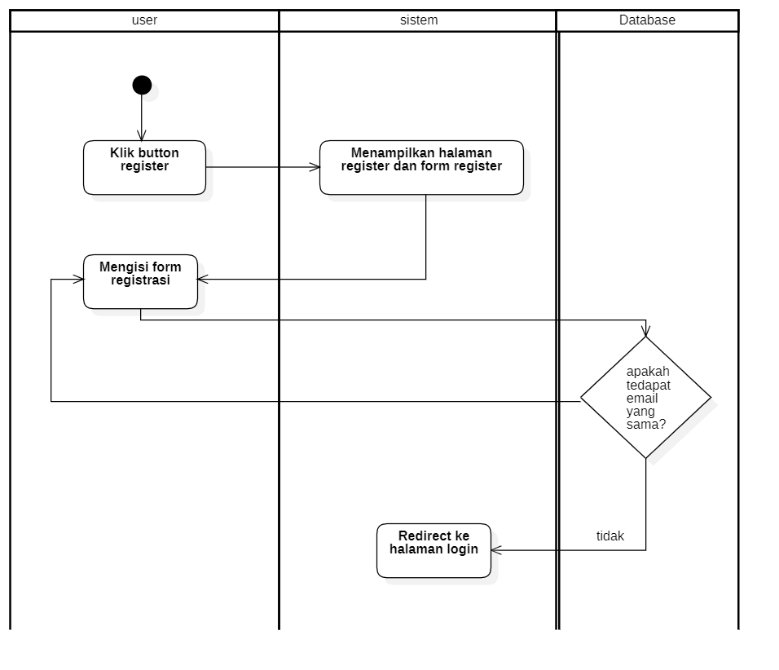 user
sistem
Database
Klik button
register
Menampilkan halaman
register dan form register
Mengisi form
registrasi
apakah
tedapat
email
yang
sama?
tidak
Redirect ke
halaman login